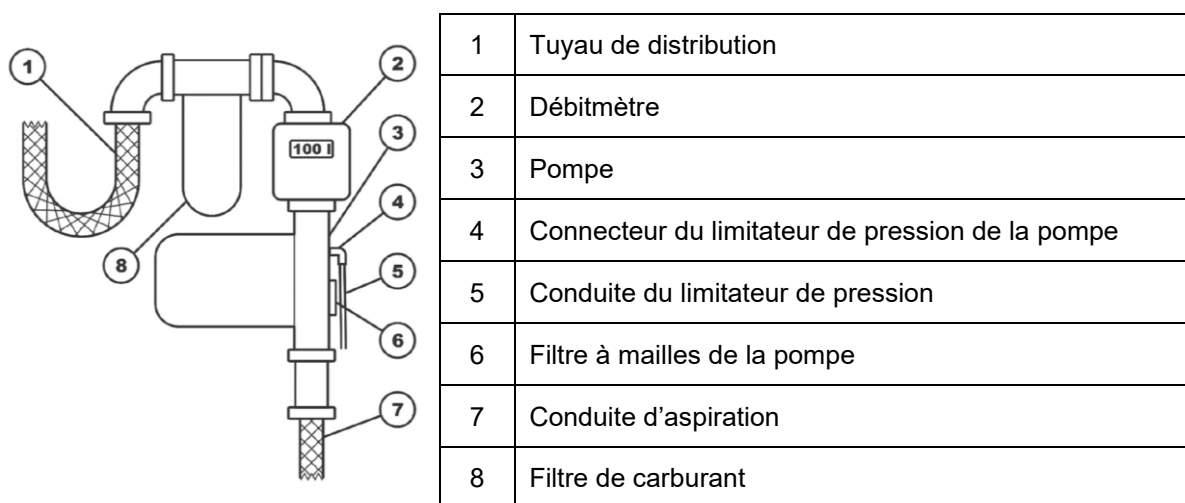 1
2
100 l
3
4
8
5
6
7
1 Tuyau de distribution
2 Débitmètre
3 Pompe
4 Connecteur du limitateur de pression de la pompe
5 Conduite du limitateur de pression
6 Filtre à mailles de la pompe
7 Conduite d’aspiration
8 Filtre de carburant